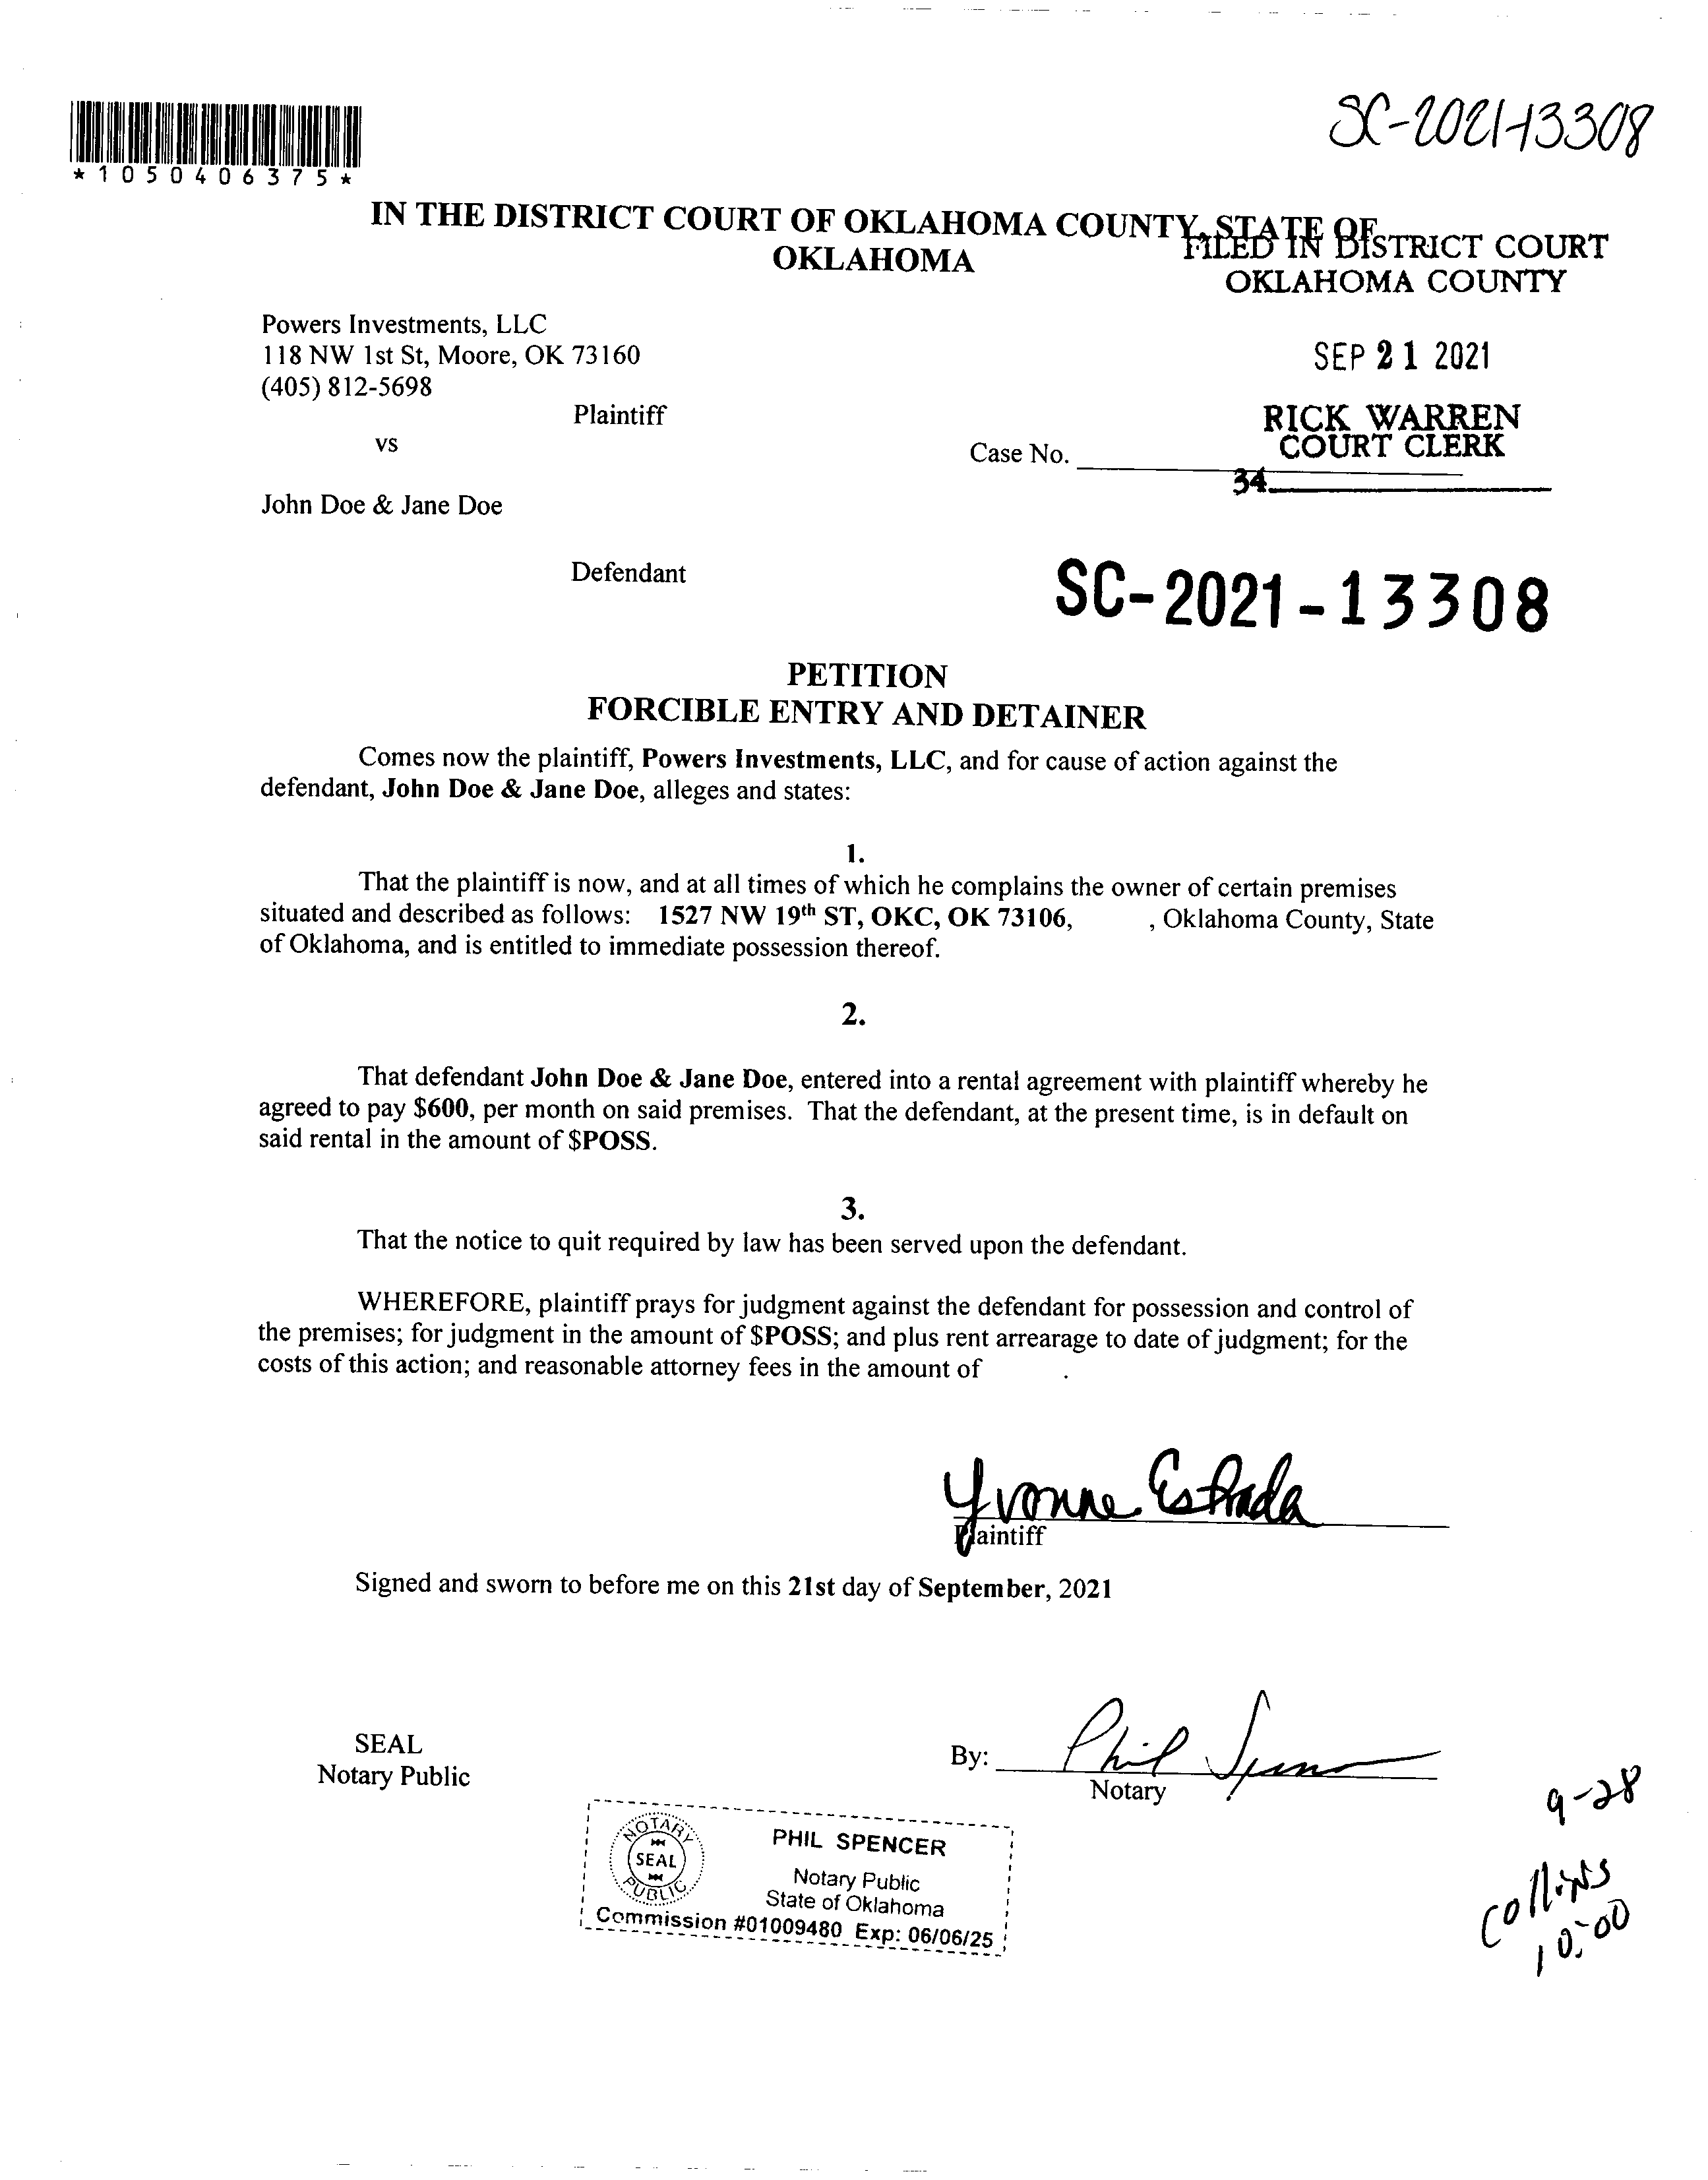 SC-2021-13308
*1050406375*
IN THE DISTRICT COURT OF OKLAHOMA COUNTY, STATE OF
OKLAHOMA
FILED IN DISTRICT COURT
OKLAHOMA COUNTY
Powers Investments, LLC
118 NW 1st St, Moore, OK 73160
(405) 812-5698
SEP 21 2021
Plaintiff
RICK WARREN
COURT CLERK
vs
Case No.
34
John Doe & Jane Doe
Defendant
SC-2021-13308
PETITION
FORCIBLE ENTRY AND DETAINER
Comes now the plaintiff, Powers Investments, LLC, and for cause of action against the
defendant, John Doe & Jane Doe, alleges and states:
1.
That the plaintiff is now, and at all times of which he complains the owner of certain premises
situated and described as follows: 1527 NW 19th ST, OKC, OK 73106, , Oklahoma County, State
of Oklahoma, and is entitled to immediate possession thereof.
2.
That defendant John Doe & Jane Doe, entered into a rental agreement with plaintiff whereby he
agreed to pay $600, per month on said premises. That the defendant, at the present time, is in default on
said rental in the amount of $POSS.
3.
That the notice to quit required by law has been served upon the defendant.
WHEREFORE, plaintiff prays for judgment against the defendant for possession and control of
the premises; for judgment in the amount of $POSS; and plus rent arrearage to date of judgment; for the
costs of this action; and reasonable attorney fees in the amount of .
Yvonne Estrada
Plaintiff
Signed and sworn to before me on this 21st day of September, 2021
SEAL
Notary Public
By: Phil Spencer
Notary
9-28
Collins
10:00
NOTARY
SEAL
PUBLIC
PHIL SPENCER
Notary Public
State of Oklahoma
Commission #01009480 Exp: 06/06/25